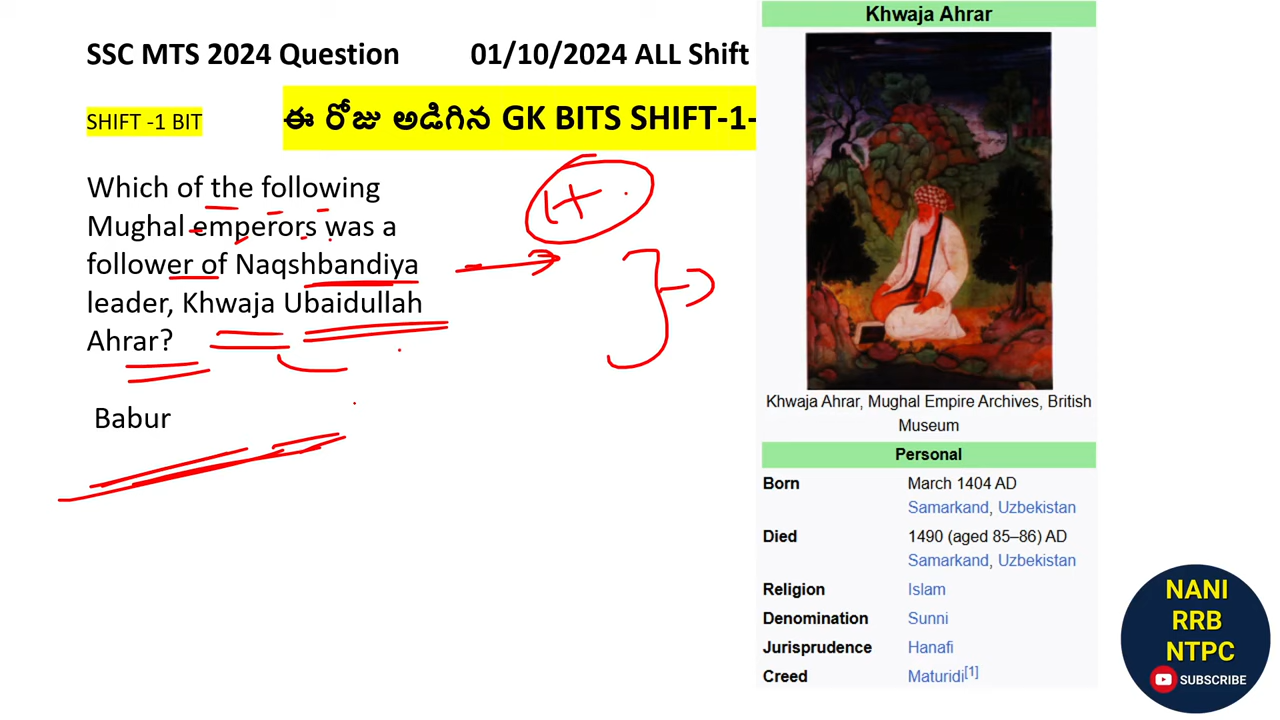 SSC MTS 2024 Question 01/10/2024 ALL Shift
SHIFT -1 BIT
ఈ రోజు అడిగిన GK BITS SHIFT-1-
Which of the following
Mughal emperors was a
follower of Naqshbandiya
leader, Khwaja Ubaidullah
Ahrar?
Babur
Khwaja Ahrar
Khwaja Ahrar, Mughal Empire Archives, British
Museum
Personal
Born March 1404 AD
Samarkand, Uzbekistan
Died 1490 (aged 85–86) AD
Samarkand, Uzbekistan
Religion Islam
Denomination Sunni
Jurisprudence Hanafi
Creed Maturidi[1]
NANI
RRB
NTPC
SUBSCRIBE